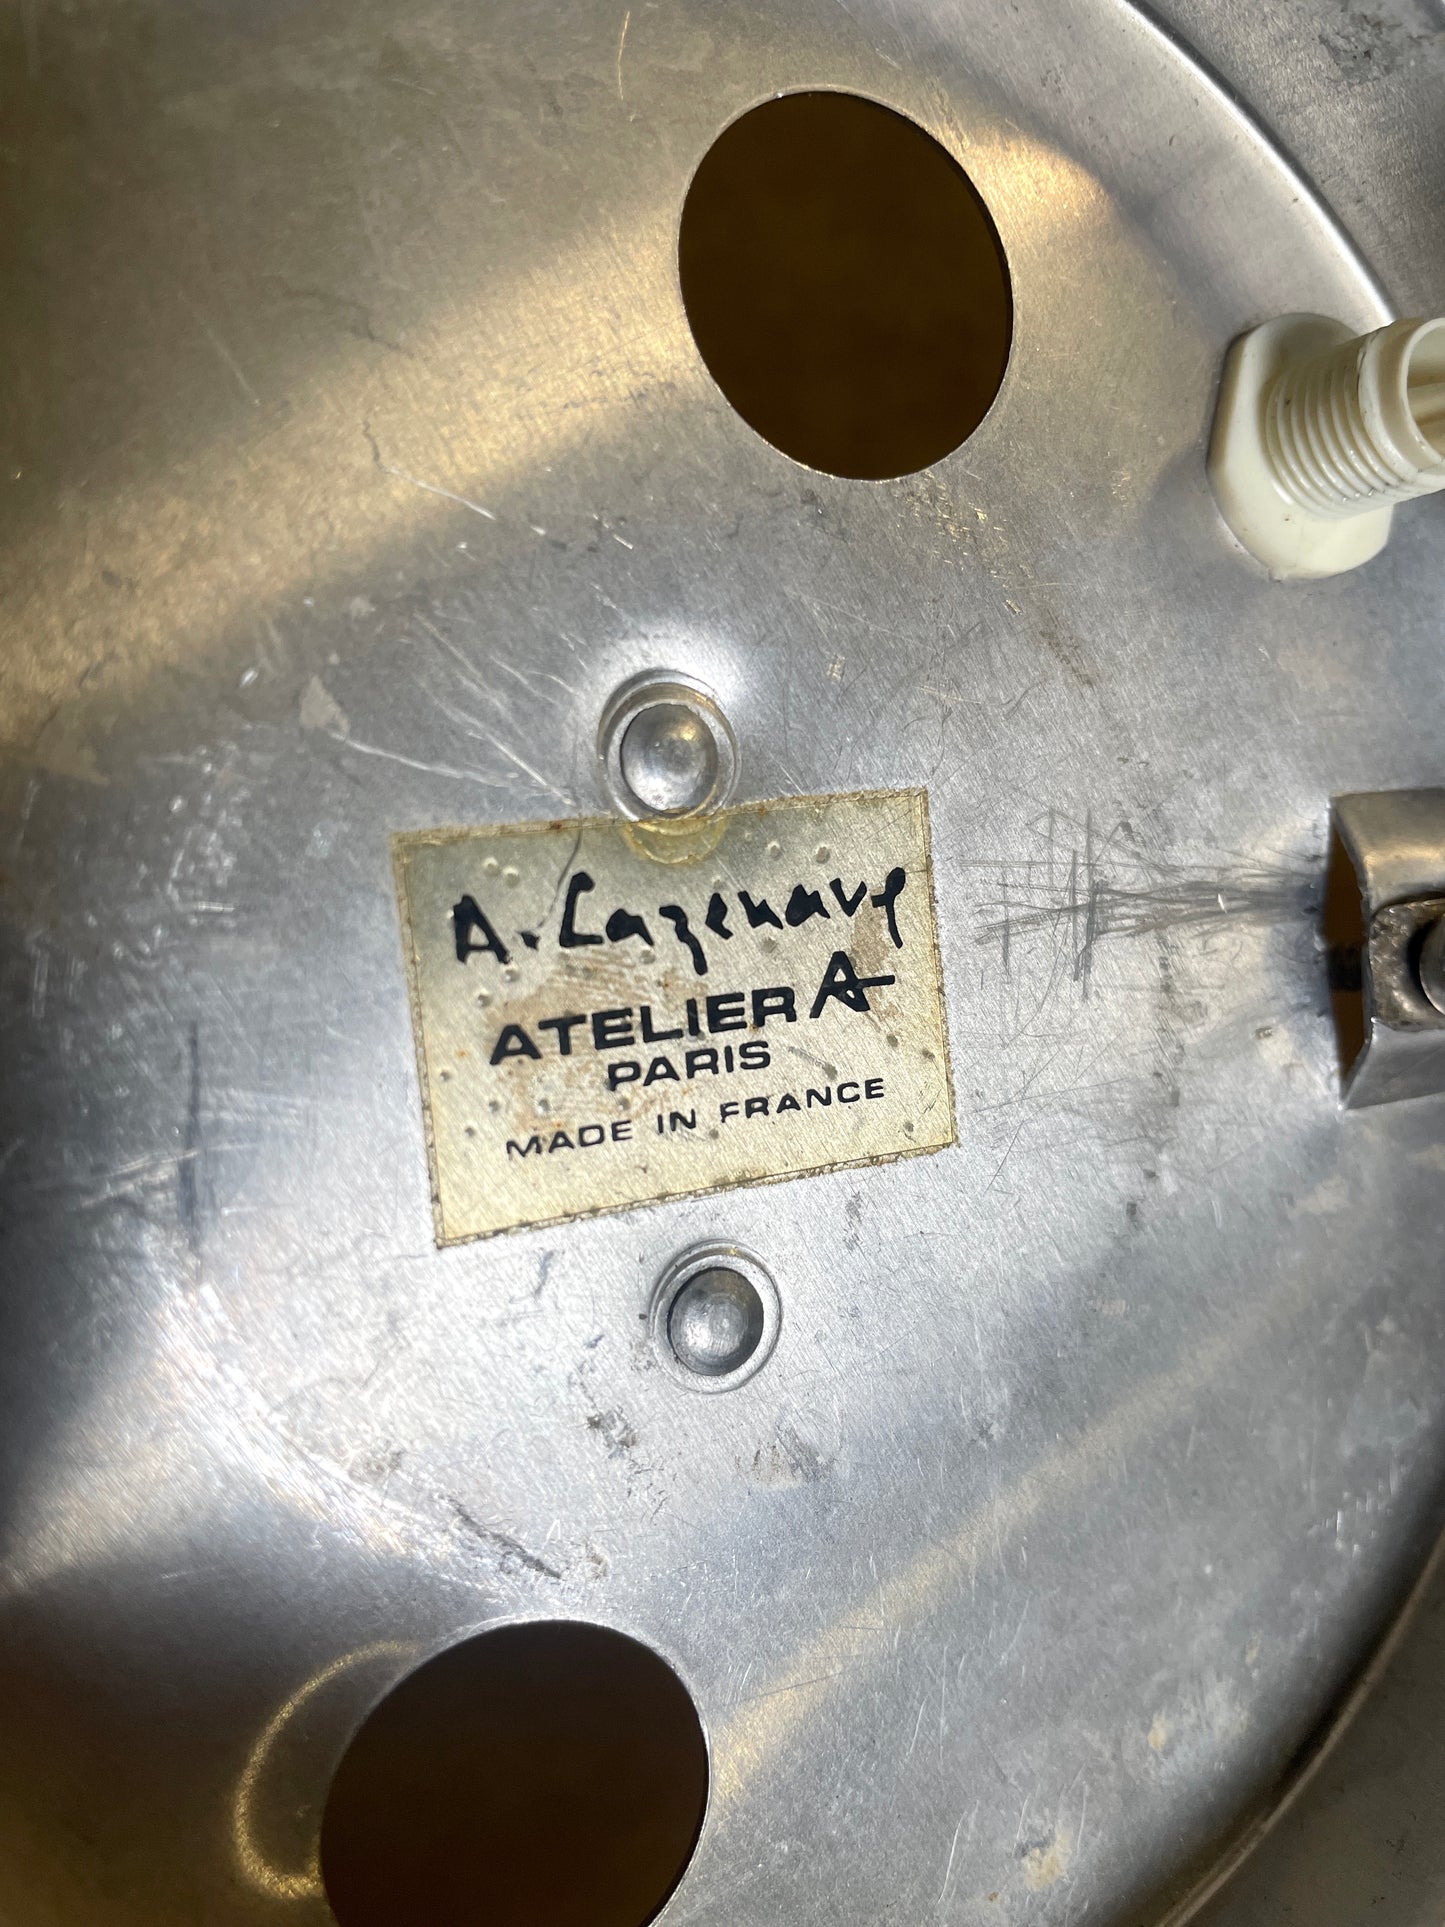 A. Cazenave
ATELIER A
PARIS
MADE IN FRANCE